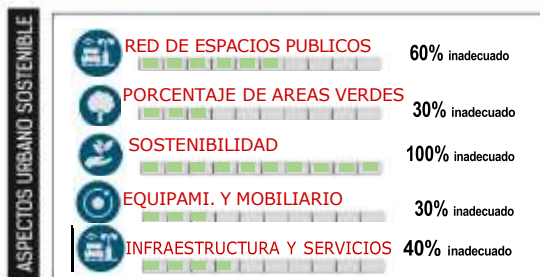 ASPECTOS URBANO SOSTENIBLE
RED DE ESPACIOS PUBLICOS 60% inadecuado
PORCENTAJE DE AREAS VERDES 30% inadecuado
SOSTENIBILIDAD 100% inadecuado
EQUIPAMI. Y MOBILIARIO 30% inadecuado
INFRAESTRUCTURA Y SERVICIOS 40% inadecuado